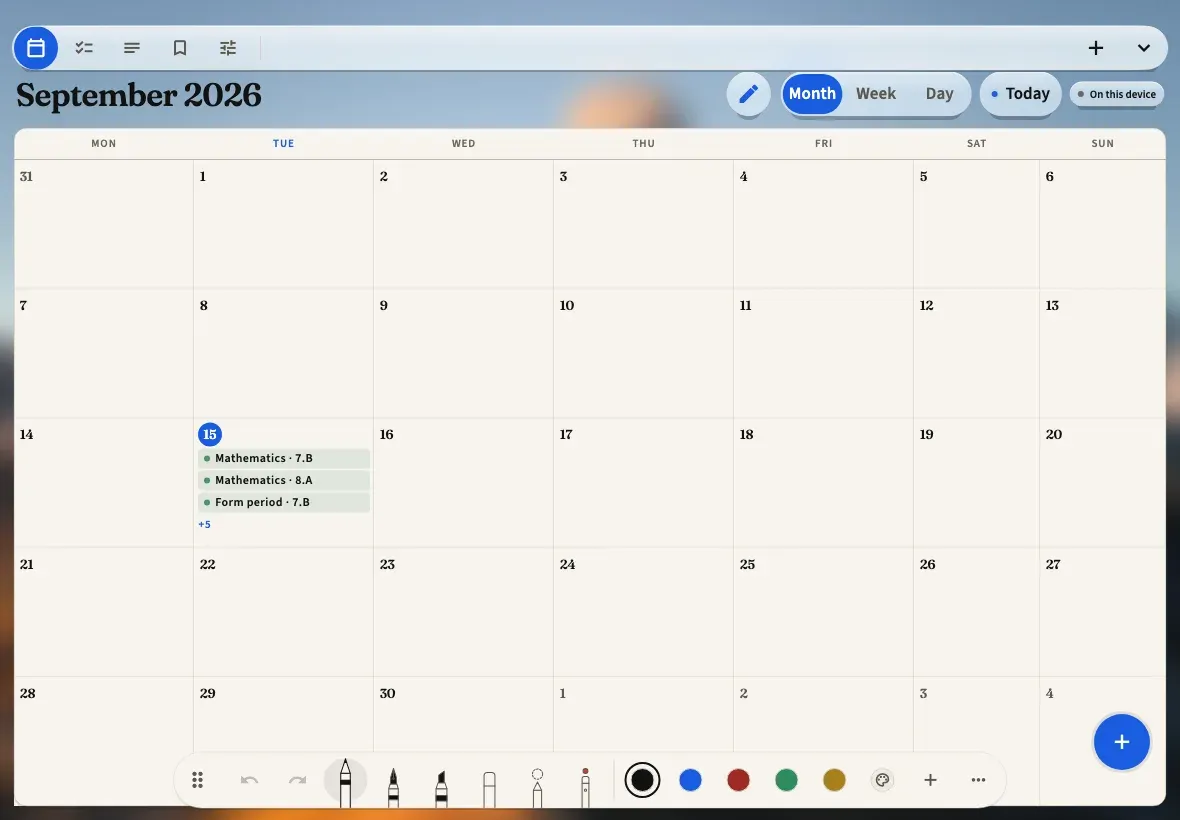 September 2026
Month Week Day
Today
On this device
MON TUE WED THU FRI SAT SUN
31 1 2 3 4 5 6
7 8 9 10 11 12 13
14 15 16 17 18 19 20
Mathematics · 7.B
Mathematics · 8.A
Form period · 7.B
+5
21 22 23 24 25 26 27
28 29 30 1 2 3 4